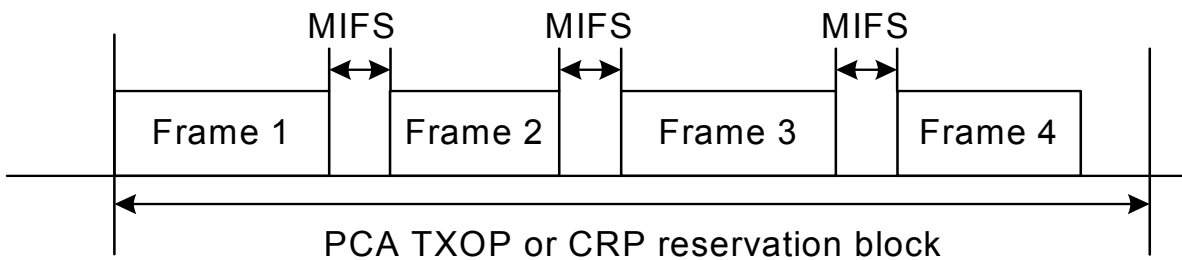 MIFS MIFS MIFS
Frame 1 Frame 2 Frame 3 Frame 4
PCA TXOP or CRP reservation block